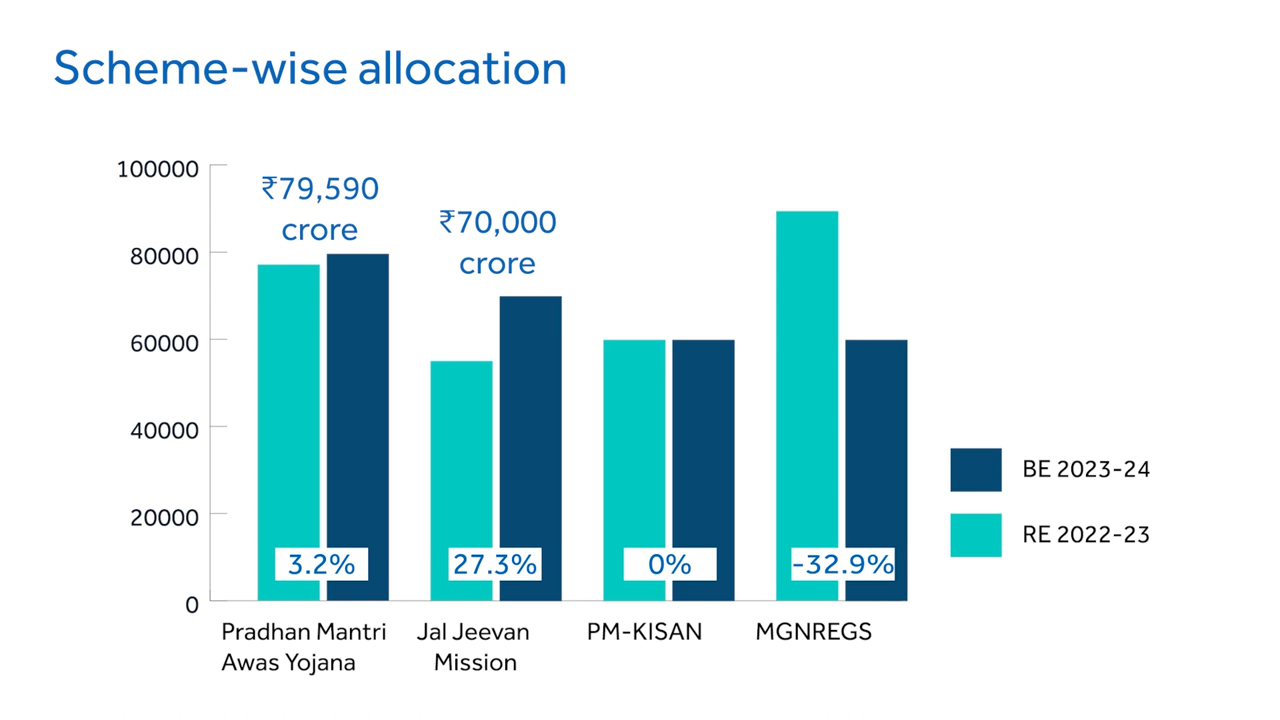 Scheme-wise allocation
100000
80000
60000
40000
20000
0
₹79,590
crore
₹70,000
crore
3.2%
27.3%
0%
-32.9%
Pradhan Mantri
Awas Yojana
Jal Jeevan
Mission
PM-KISAN
MGNREGS
BE 2023-24
RE 2022-23